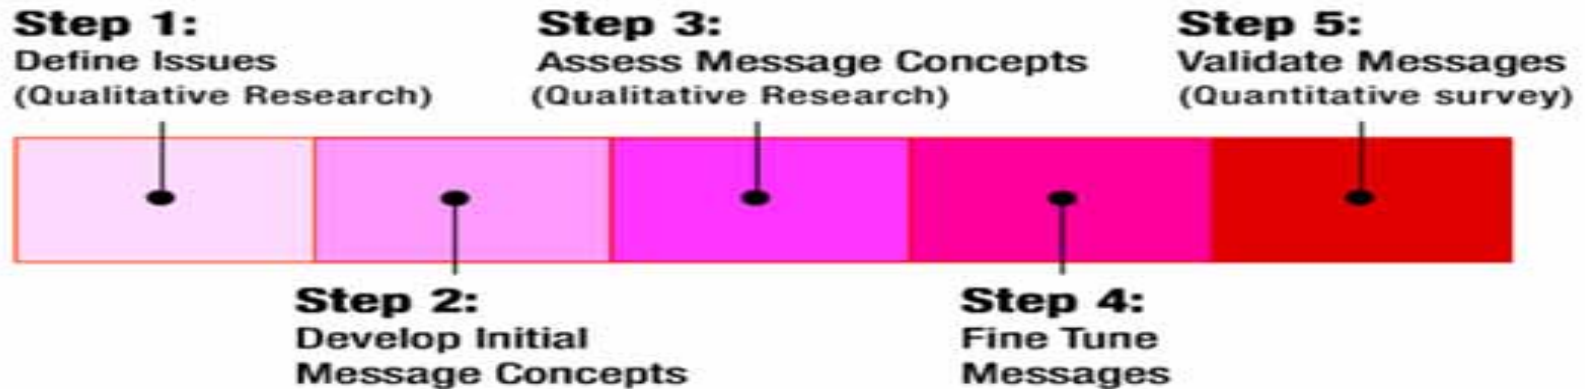 Step 1:
Define Issues
(Qualitative Research)
Step 2:
Develop Initial
Message Concepts
Step 3:
Assess Message Concepts
(Qualitative Research)
Step 4:
Fine Tune
Messages
Step 5:
Validate Messages
(Quantitative survey)